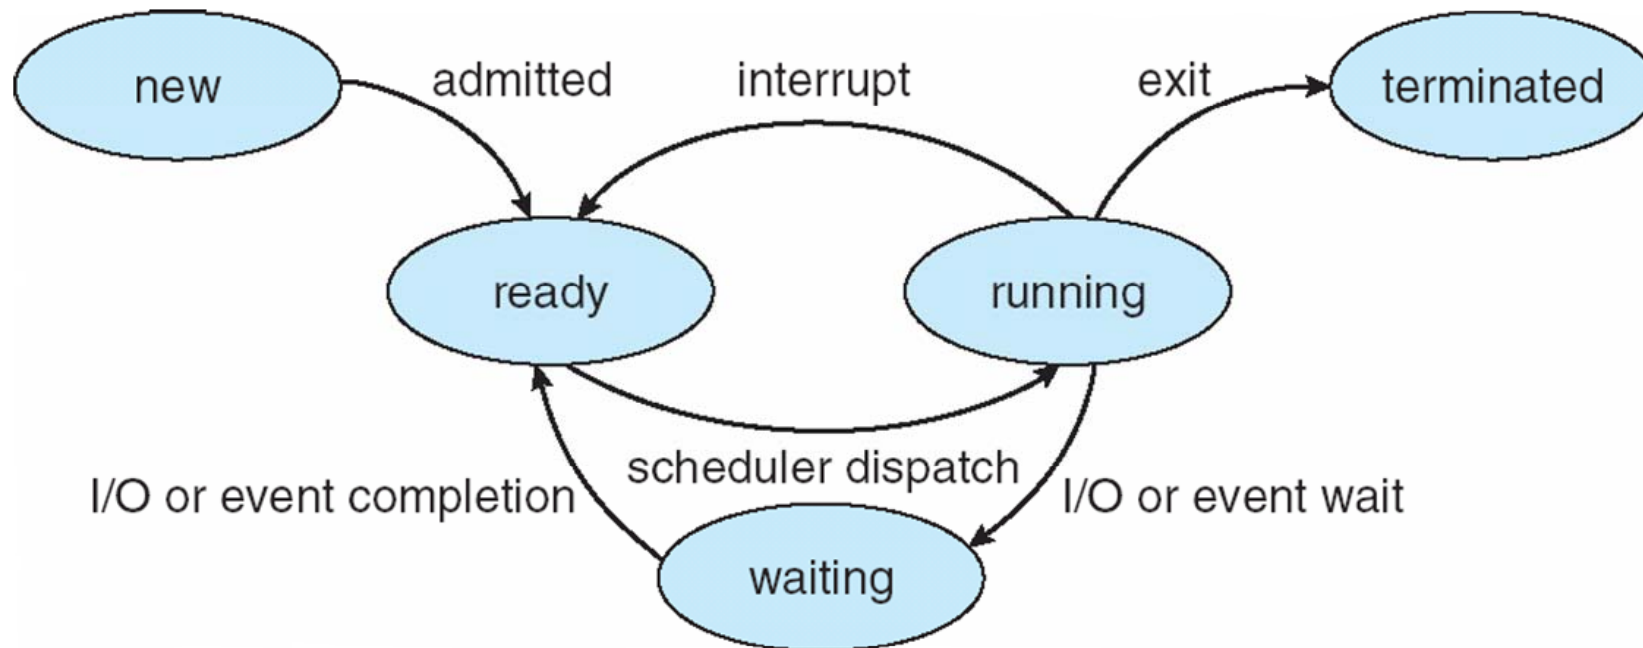 new
admitted
interrupt
exit
terminated
ready
running
scheduler dispatch
I/O or event completion
I/O or event wait
waiting